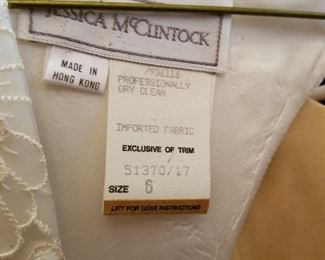 JESSICA McCLINTOCK
MADE IN
HONG KONG
7936116
PROFESSIONALLY
DRY CLEAN
IMPORTED FABRIC
EXCLUSIVE OF TRIM
51370/17
SIZE 6
LIFT FOR CARE INSTRUCTIONS